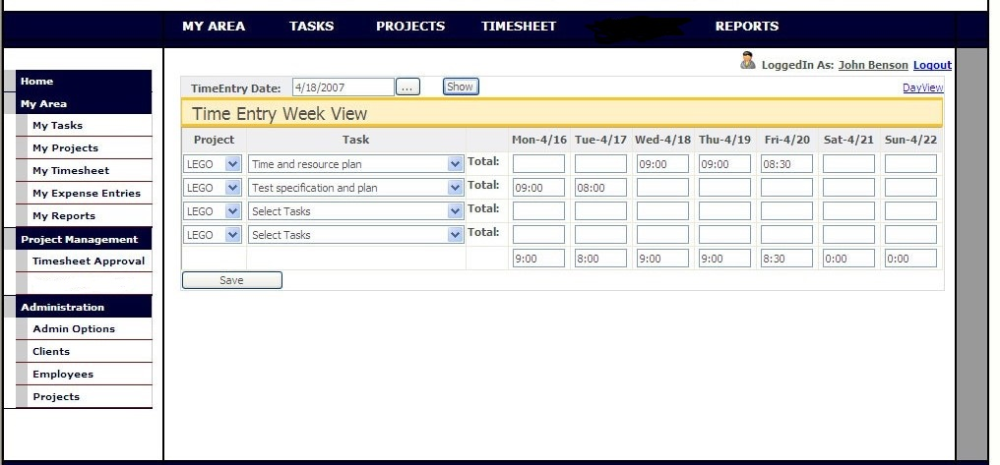 MY AREA TASKS PROJECTS TIMESHEET REPORTS
LoggedIn As: John Benson Logout
Home
My Area
My Tasks
My Projects
My Timesheet
My Expense Entries
My Reports
Project Management
Timesheet Approval
Administration
Admin Options
Clients
Employees
Projects
TimeEntry Date: 4/18/2007 ... Show DayView
Time Entry Week View
Project Task Mon-4/16 Tue-4/17 Wed-4/18 Thu-4/19 Fri-4/20 Sat-4/21 Sun-4/22
LEGO Time and resource plan Total: 09:00 09:00 08:30
LEGO Test specification and plan Total: 09:00 08:00
LEGO Select Tasks Total:
LEGO Select Tasks Total:
9:00 8:00 9:00 9:00 8:30 0:00 0:00
Save